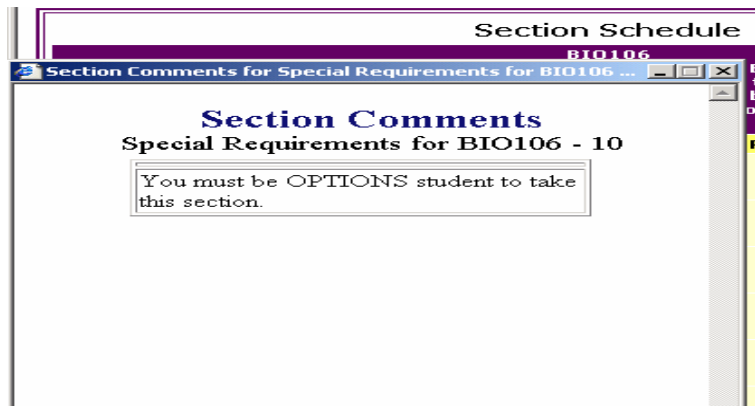 Section Schedule
BIO106
Section Comments for Special Requirements for BIO106 ...
Section Comments
Special Requirements for BIO106 - 10
You must be OPTIONS student to take
this section.